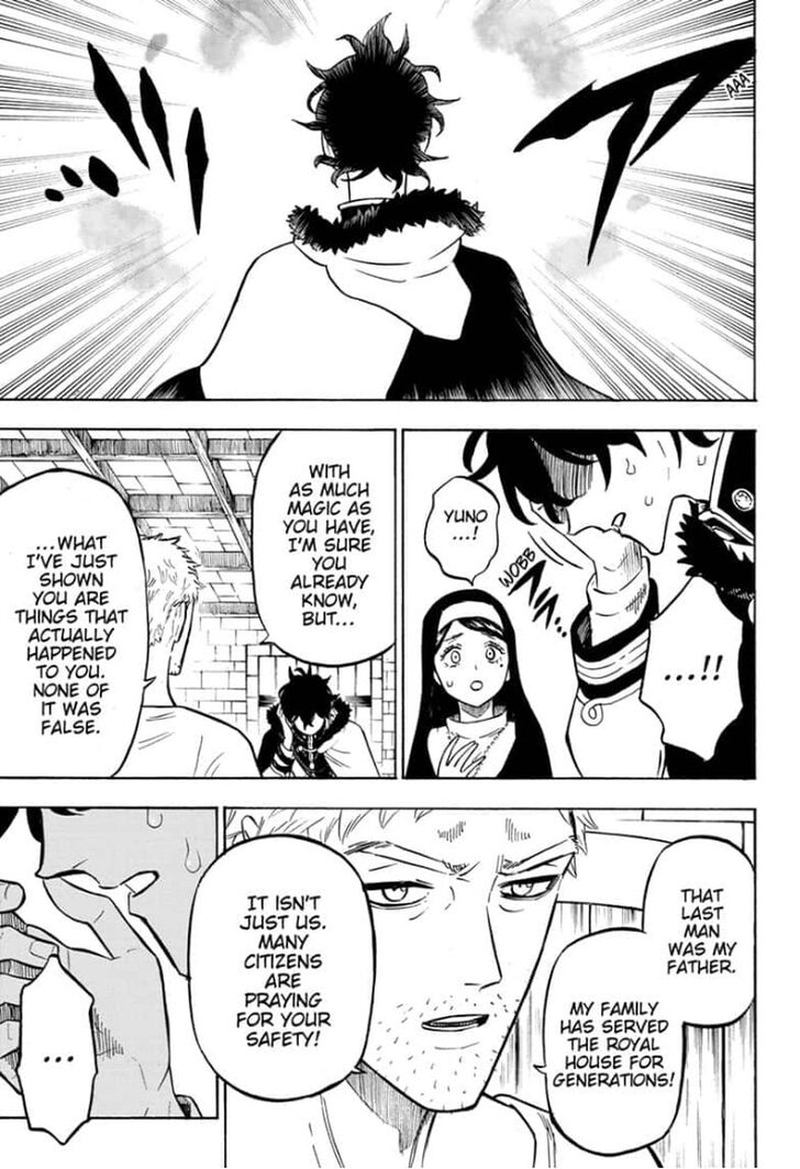 AAA
YUNO
...!
WOBB
...!!
WITH
AS MUCH
MAGIC AS
YOU HAVE,
I'M SURE
YOU
ALREADY
KNOW,
BUT...
...WHAT
I'VE JUST
SHOWN
YOU ARE
THINGS THAT
ACTUALLY
HAPPENED
TO YOU.
NONE OF
IT WAS
FALSE.
THAT
LAST
MAN
WAS MY
FATHER.
MY FAMILY
HAS SERVED
THE ROYAL
HOUSE FOR
GENERATIONS!
IT ISN'T
JUST US.
MANY
CITIZENS
ARE
PRAYING
FOR YOUR
SAFETY!
...